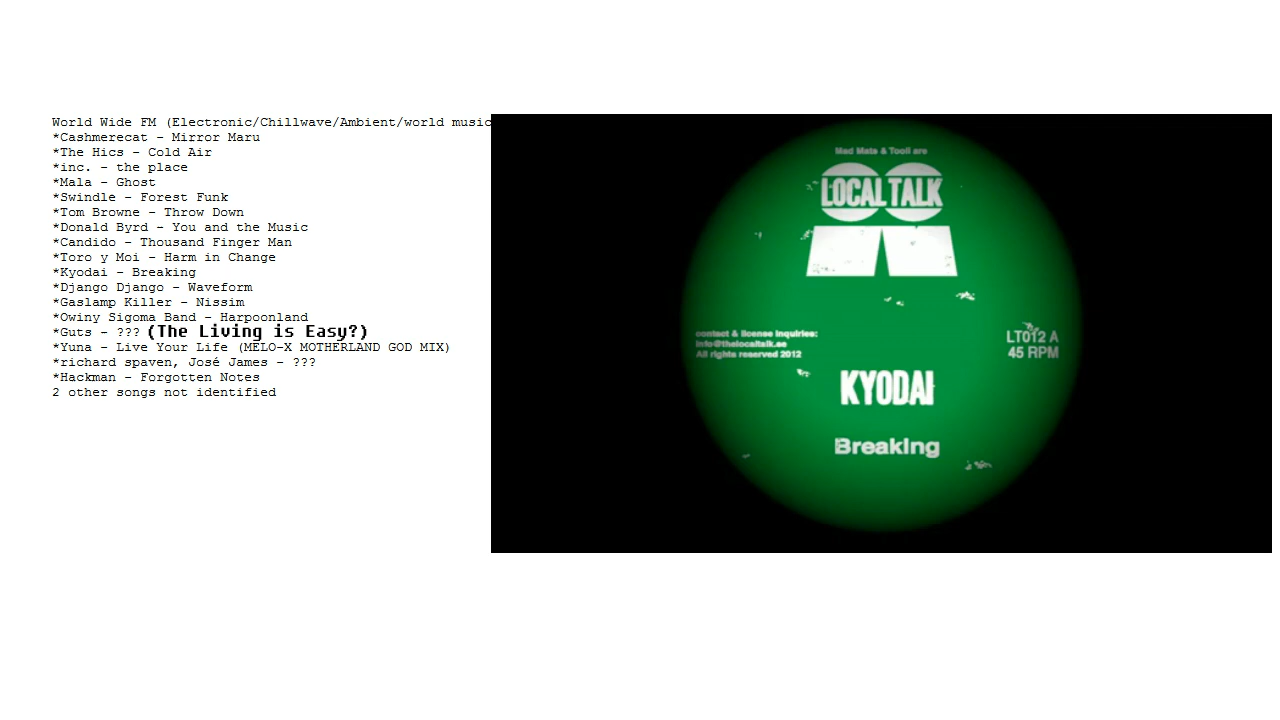 World Wide FM (Electronic/Chillwave/Ambient/world music
*Cashmerecat - Mirror Maru
*The Hics - Cold Air
*inc. - the place
*Mala - Ghost
*Swindle - Forest Funk
*Tom Browne - Throw Down
*Donald Byrd - You and the Music
*Candido - Thousand Finger Man
*Toro y Moi - Harm in Change
*Kyodai - Breaking
*Django Django - Waveform
*Gaslamp Killer - Nissim
*Owiny Sigoma Band - Harpoonland
*Guts - ??? (The Living is Easy?)
*Yuna - Live Your Life (MELO-X MOTHERLAND GOD MIX)
*richard spaven, José James - ???
*Hackman - Forgotten Notes
2 other songs not identified
Mad Mats & Tooli are
LOCAL TALK
contact & license inquiries:
info@thelocaltalk.se
All rights reserved 2012
LT012 A
45 RPM
KYODAI
Breaking